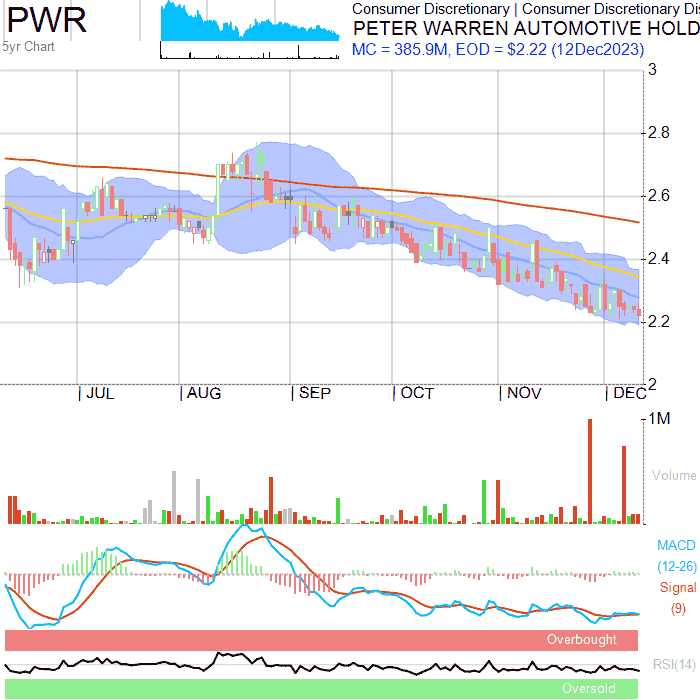 PWR
5yr Chart
Consumer Discretionary | Consumer Discretionary Dis
PETER WARREN AUTOMOTIVE HOLD
MC = 385.9M, EOD = $2.22 (12Dec2023)
3
2.8
2.6
2.4
2.2
2
JUL AUG SEP OCT NOV DEC
1M
Volume
MACD
(12-26)
Signal
(9)
Overbought
RSI(14)
Oversold